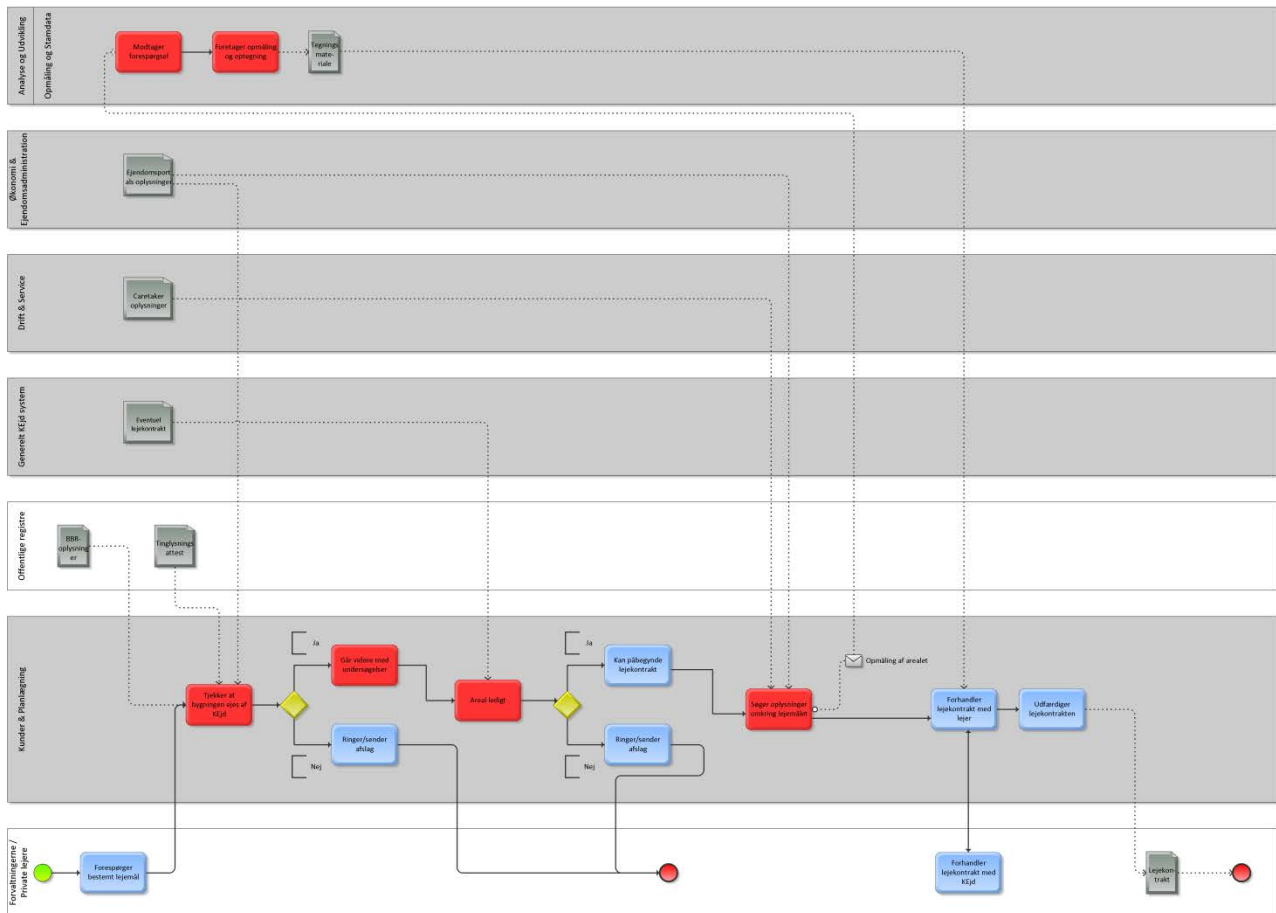 Analyse og Udvikling
Opmåling og Stamdata
Modtager
forespørgsel
Foretager opmåling
og optegning
Tegnings
mate-
riale
Økonomi &
Ejendomsadministration
Ejendomsport
als oplysninger
Drift & Service
Caretaker
oplysninger
Generelt KEjd system
Eventuel
lejekontrakt
Offentlige registre
BBR-
oplysning
er
Tinglysnings
attest
Kunder & Planlægning
Tjekker at
bygningen ejes af
KEjd
Ja
Går videre med
undersøgelser
Nej
Ringer/sender
afslag
Areal ledigt
Ja
Kan påbegynde
lejekontrakt
Nej
Ringer/sender
afslag
Søger oplysninger
omkring lejemålet
Opmåling af arealet
Forhandler
lejekontrakt med
lejer
Udfærdiger
lejekontrakten
Forvaltningerne /
Private lejere
Forespørger
bestemt lejemål
Forhandler
lejekontrakt med
KEjd
Lejekon-
trakt